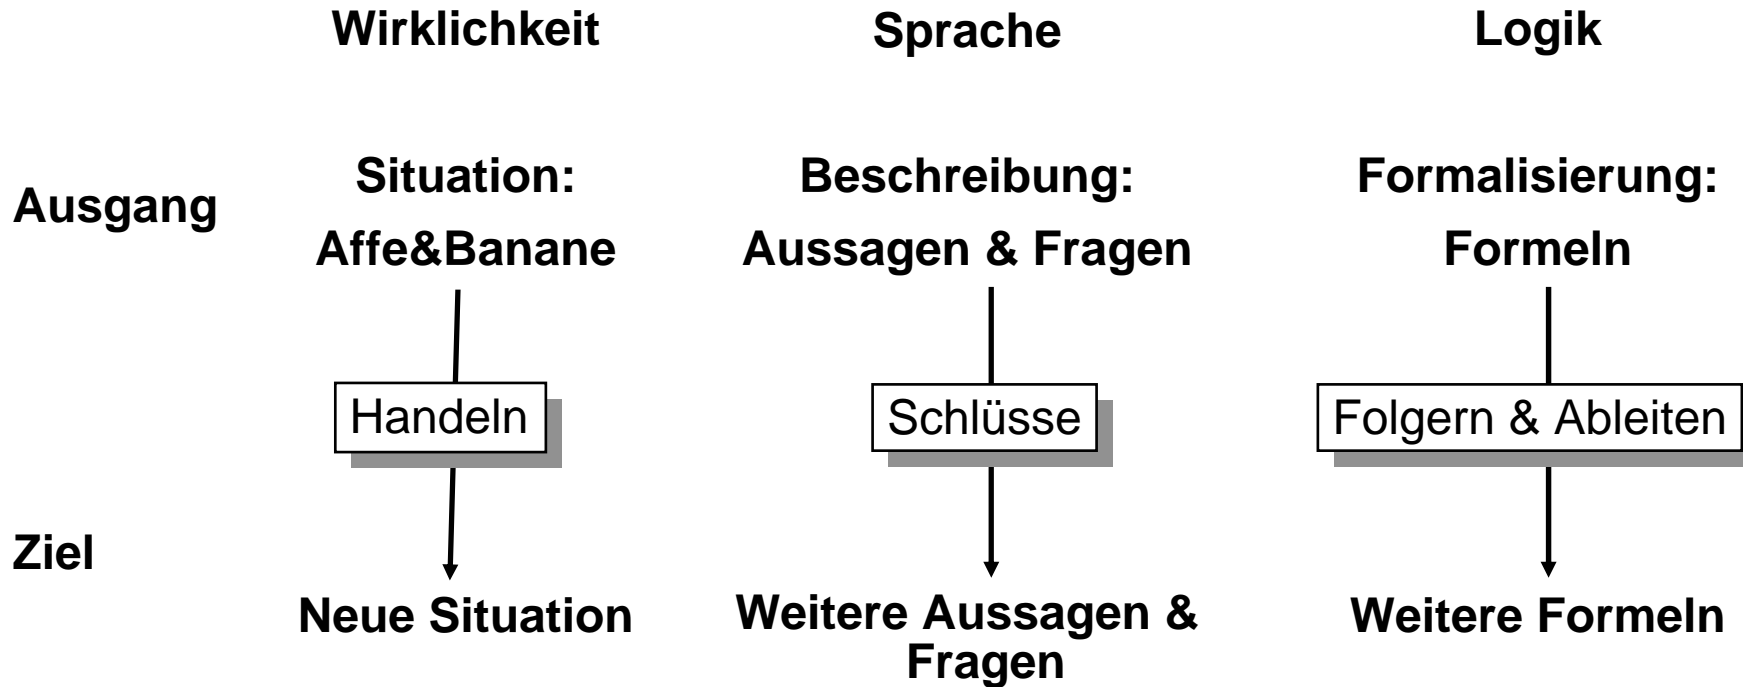 Wirklichkeit
Sprache
Logik
Ausgang
Situation:
Affe&Banane
Beschreibung:
Aussagen & Fragen
Formalisierung:
Formeln
Handeln
Schlüsse
Folgern & Ableiten
Ziel
Neue Situation
Weitere Aussagen &
Fragen
Weitere Formeln